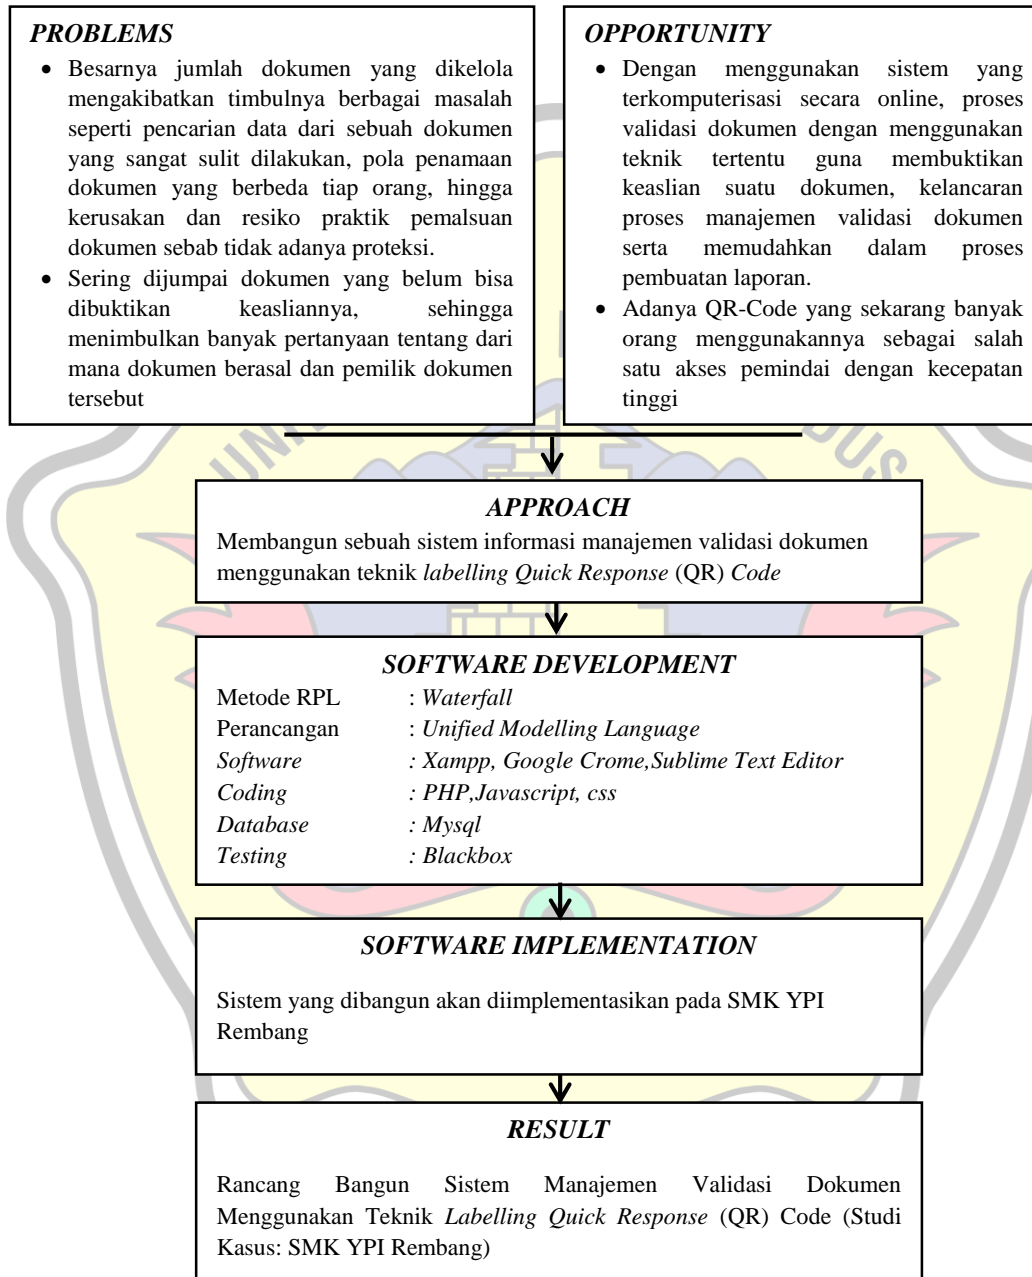 PROBLEMS
• Besarnya jumlah dokumen yang dikelola
mengakibatkan timbulnya berbagai masalah
seperti pencarian data dari sebuah dokumen
yang sangat sulit dilakukan, pola penamaan
dokumen yang berbeda tiap orang, hingga
kerusakan dan resiko praktik pemalsuan
dokumen sebab tidak adanya proteksi.
• Sering dijumpai dokumen yang belum bisa
dibuktikan keasliannya, sehingga
menimbulkan banyak pertanyaan tentang dari
mana dokumen berasal dan pemilik dokumen
tersebut
OPPORTUNITY
• Dengan menggunakan sistem yang
terkomputerisasi secara online, proses
validasi dokumen dengan menggunakan
teknik tertentu guna membuktikan
keaslian suatu dokumen, kelancaran
proses manajemen validasi dokumen
serta memudahkan dalam proses
pembuatan laporan.
• Adanya QR-Code yang sekarang banyak
orang menggunakannya sebagai salah
satu akses pemindai dengan kecepatan
tinggi
APPROACH
Membangun sebuah sistem informasi manajemen validasi dokumen
menggunakan teknik labelling Quick Response (QR) Code
SOFTWARE DEVELOPMENT
Metode RPL : Waterfall
Perancangan : Unified Modelling Language
Software : Xampp, Google Crome,Sublime Text Editor
Coding : PHP,Javascript, css
Database : Mysql
Testing : Blackbox
SOFTWARE IMPLEMENTATION
Sistem yang dibangun akan diimplementasikan pada SMK YPI
Rembang
RESULT
Rancang Bangun Sistem Manajemen Validasi Dokumen
Menggunakan Teknik Labelling Quick Response (QR) Code (Studi
Kasus: SMK YPI Rembang)